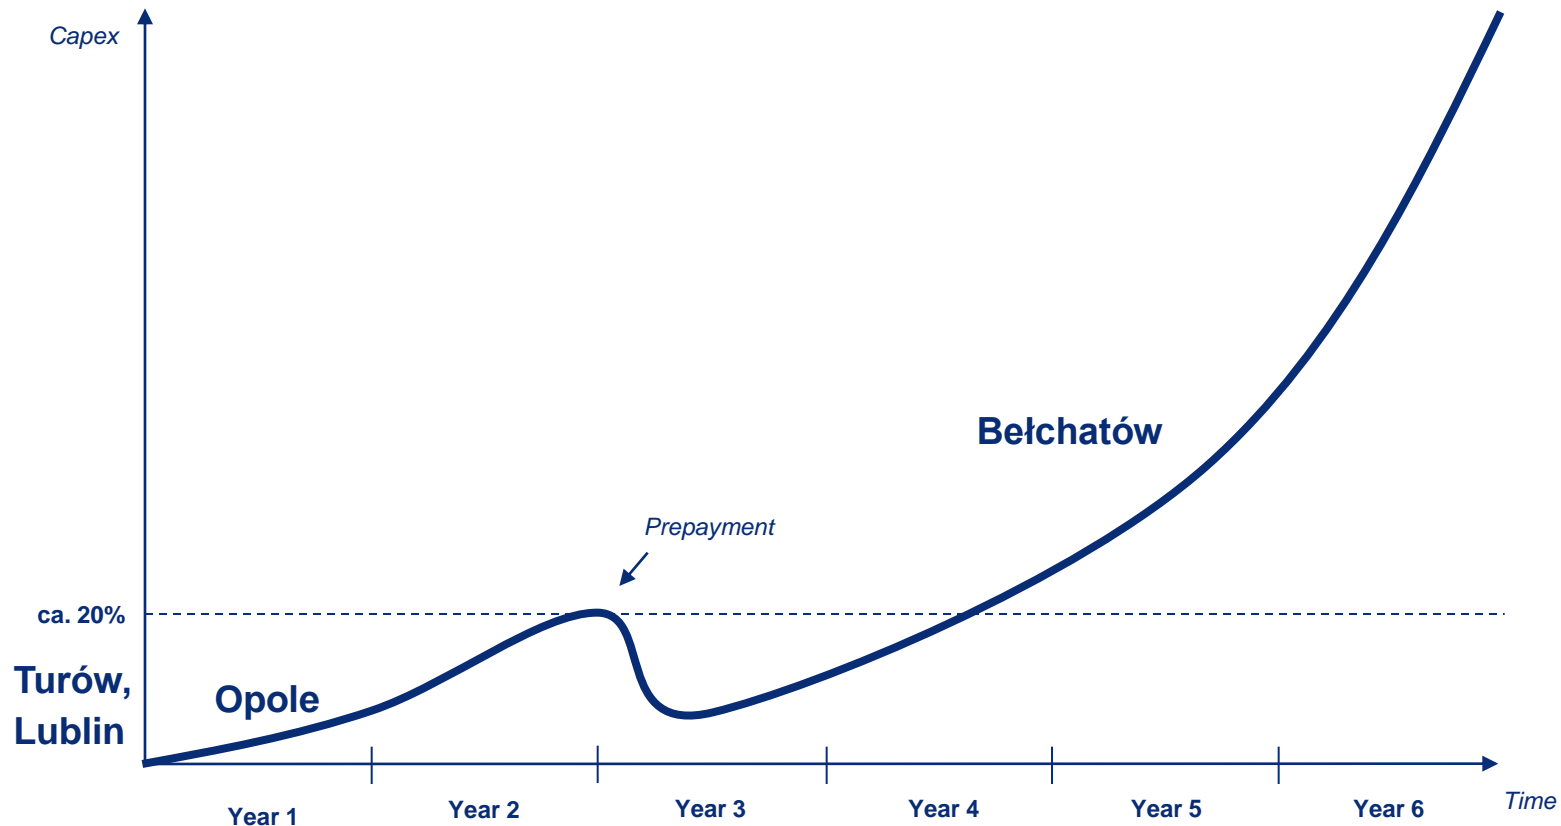 Capex
Bełchatów
Prepayment
ca. 20%
Turów,
Lublin
Opole
Year 1
Year 2
Year 3
Year 4
Year 5
Year 6
Time